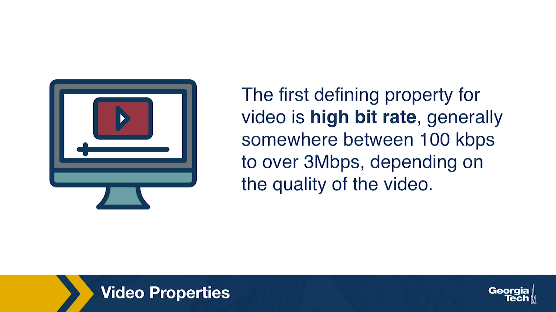 The first defining property for
video is high bit rate, generally
somewhere between 100 kbps
to over 3Mbps, depending on
the quality of the video.
Video Properties
Georgia
Tech